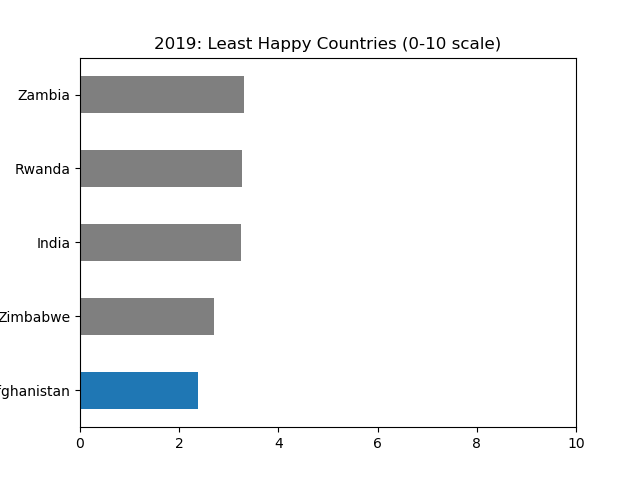 2019: Least Happy Countries (0-10 scale)
Zambia
Rwanda
India
Zimbabwe
fghanistan
0 2 4 6 8 10